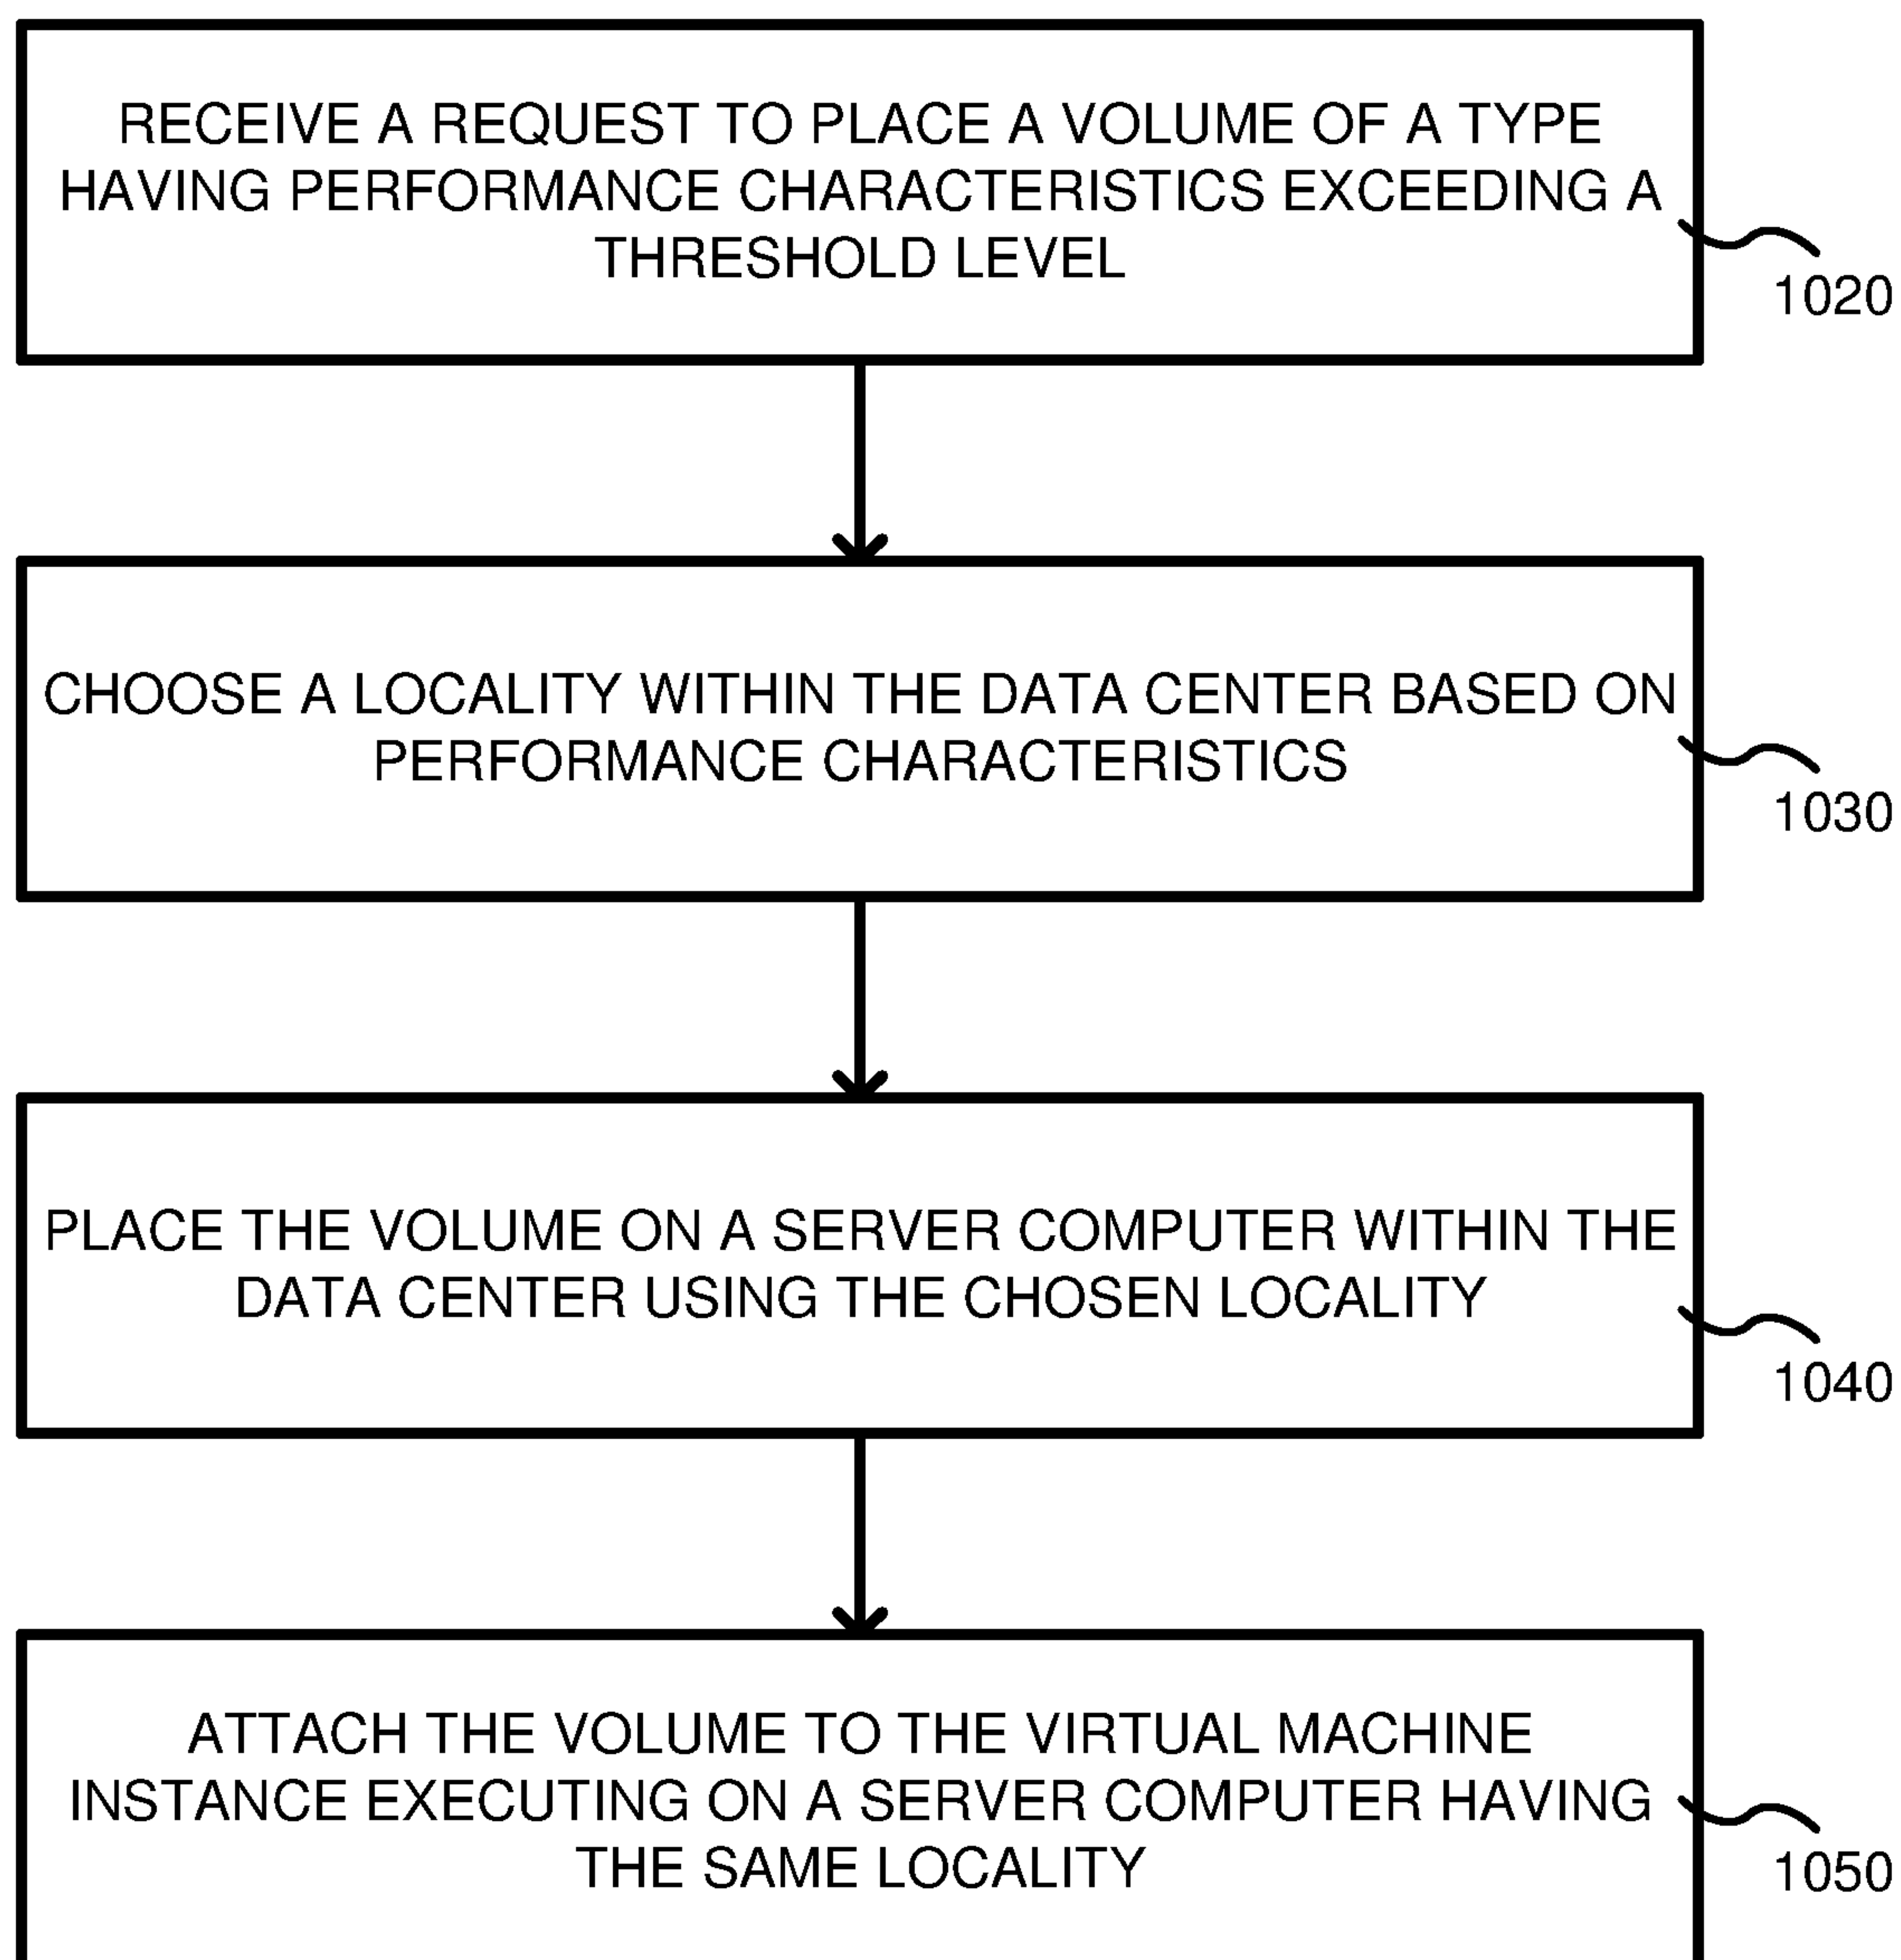 RECEIVE A REQUEST TO PLACE A VOLUME OF A TYPE
HAVING PERFORMANCE CHARACTERISTICS EXCEEDING A
THRESHOLD LEVEL
1020
CHOOSE A LOCALITY WITHIN THE DATA CENTER BASED ON
PERFORMANCE CHARACTERISTICS
1030
PLACE THE VOLUME ON A SERVER COMPUTER WITHIN THE
DATA CENTER USING THE CHOSEN LOCALITY
1040
ATTACH THE VOLUME TO THE VIRTUAL MACHINE
INSTANCE EXECUTING ON A SERVER COMPUTER HAVING
THE SAME LOCALITY
1050